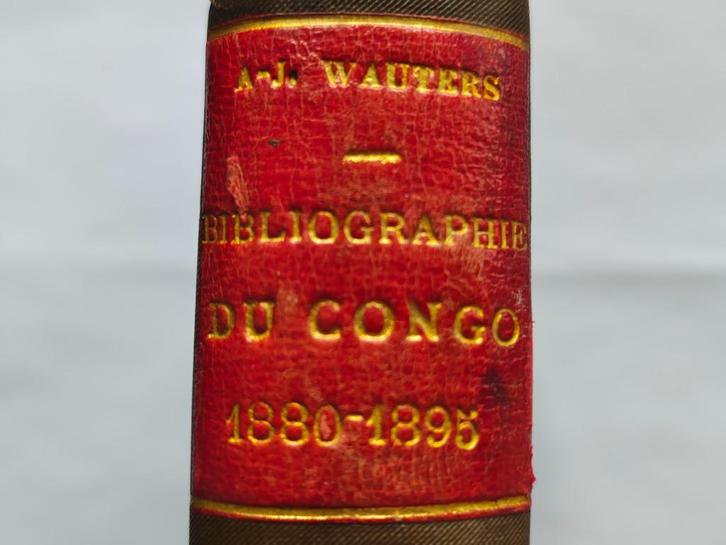 A-J. WAUTERS
BIBLIOGRAPHIE
DU CONGO
1880-1895